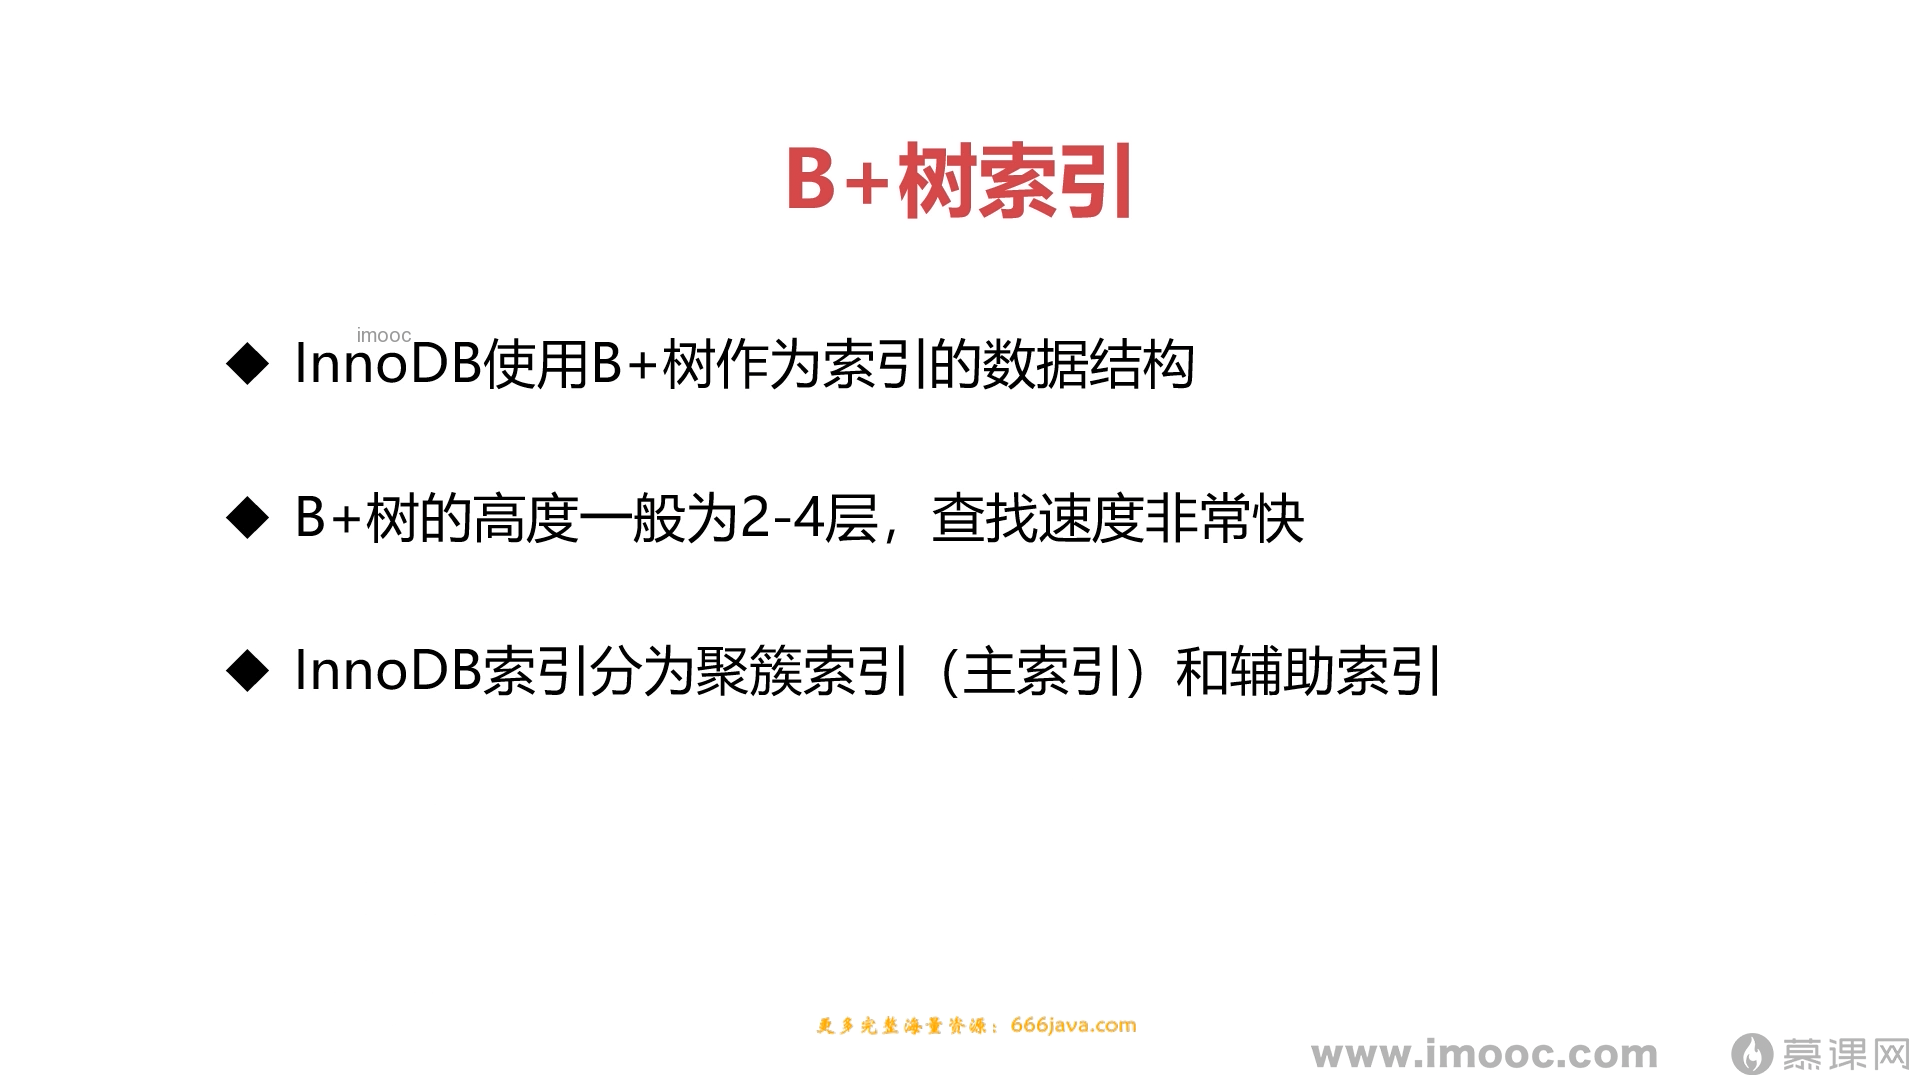 B+树索引
imooc
◆ InnoDB使用B+树作为索引的数据结构
◆ B+树的高度一般为2-4层，查找速度非常快
◆ InnoDB索引分为聚簇索引（主索引）和辅助索引
更多完整海量资源：666java.com
www.imooc.com 慕课网